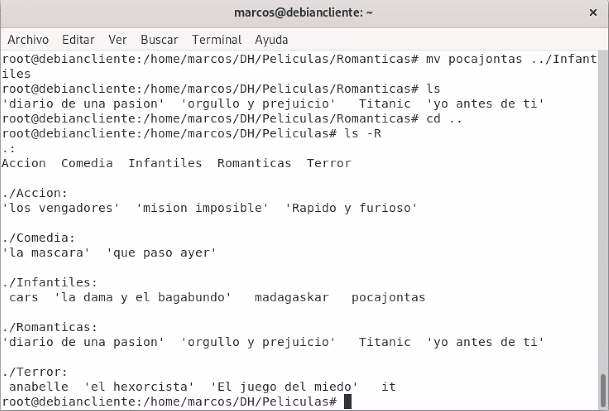 marcos@debiancliente: ~
Archivo Editar Ver Buscar Terminal Ayuda
root@debiancliente:/home/marcos/DH/Peliculas/Romanticas# mv pocajontas ../Infant
iles
root@debiancliente:/home/marcos/DH/Peliculas/Romanticas# ls
'diario de una pasion'  'orgullo y prejuicio'   Titanic  'yo antes de ti'
root@debiancliente:/home/marcos/DH/Peliculas/Romanticas# cd ..
root@debiancliente:/home/marcos/DH/Peliculas# ls -R
.:
Accion  Comedia  Infantiles  Romanticas  Terror
./Accion:
'los vengadores'  'mision imposible'  'Rapido y furioso'
./Comedia:
'la mascara'  'que paso ayer'
./Infantiles:
cars  'la dama y el bagabundo'   madagaskar   pocajontas
./Romanticas:
'diario de una pasion'  'orgullo y prejuicio'   Titanic  'yo antes de ti'
./Terror:
anabelle  'el hexorcista'  'El juego del miedo'   it
root@debiancliente:/home/marcos/DH/Peliculas#